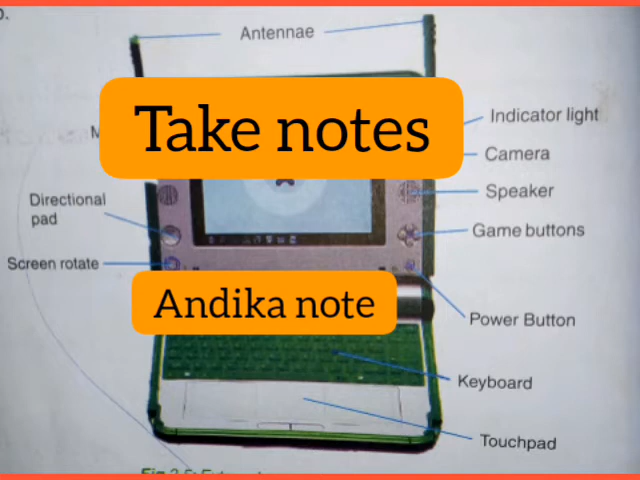 Antennae
Take notes
Indicator light
Camera
Speaker
Directional
pad
Game buttons
Screen rotate
Andika note
Power Button
Keyboard
Touchpad